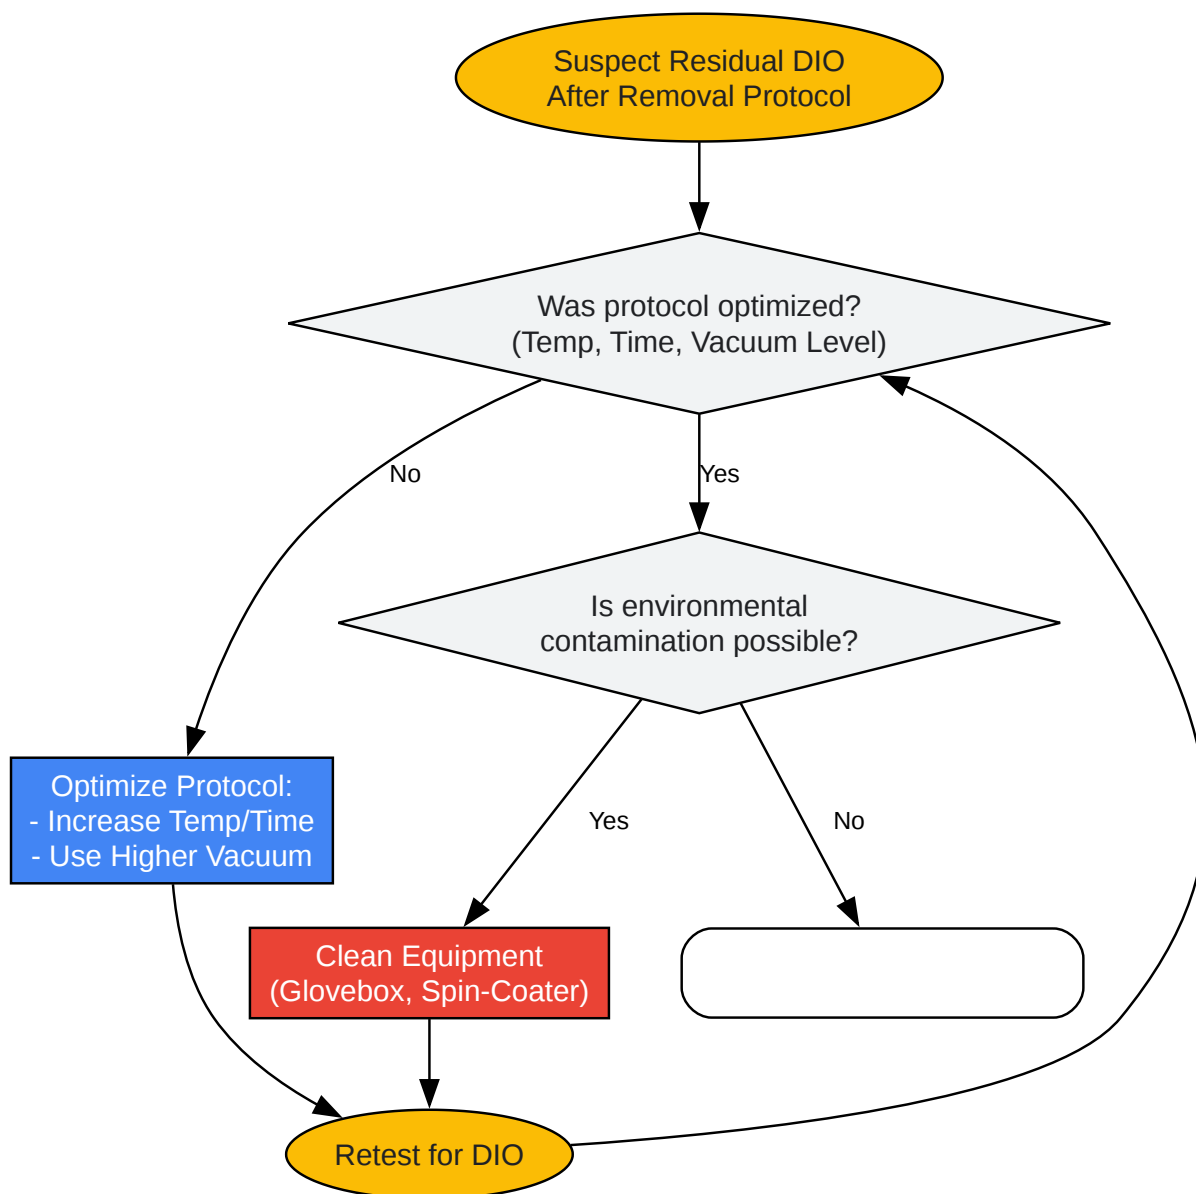 Suspect Residual DIO
After Removal Protocol
Was protocol optimized?
(Temp, Time, Vacuum Level)
No
Yes
Is environmental
contamination possible?
Optimize Protocol:
- Increase Temp/Time
- Use Higher Vacuum
Yes
No
Clean Equipment
(Glovebox, Spin-Coater)
Retest for DIO